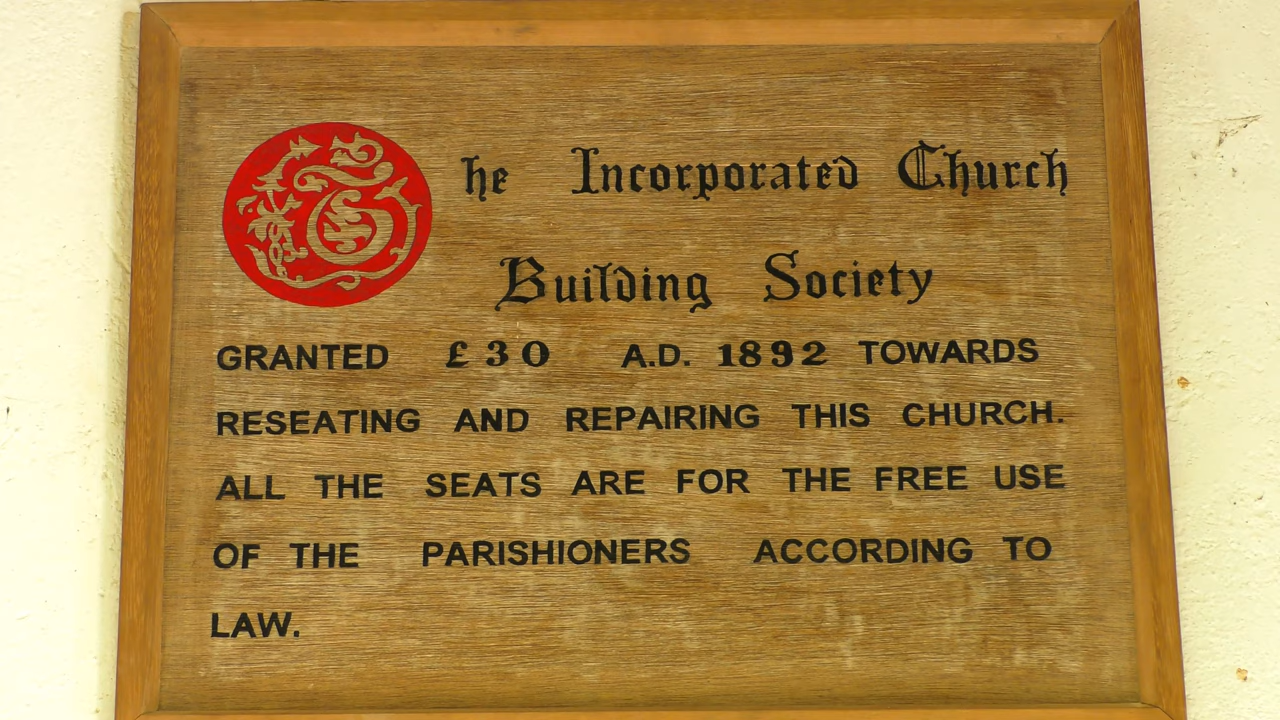 The Incorporated Church
Building Society
GRANTED £30 A.D. 1892 TOWARDS
RESEATING AND REPAIRING THIS CHURCH.
ALL THE SEATS ARE FOR THE FREE USE
OF THE PARISHIONERS ACCORDING TO
LAW.